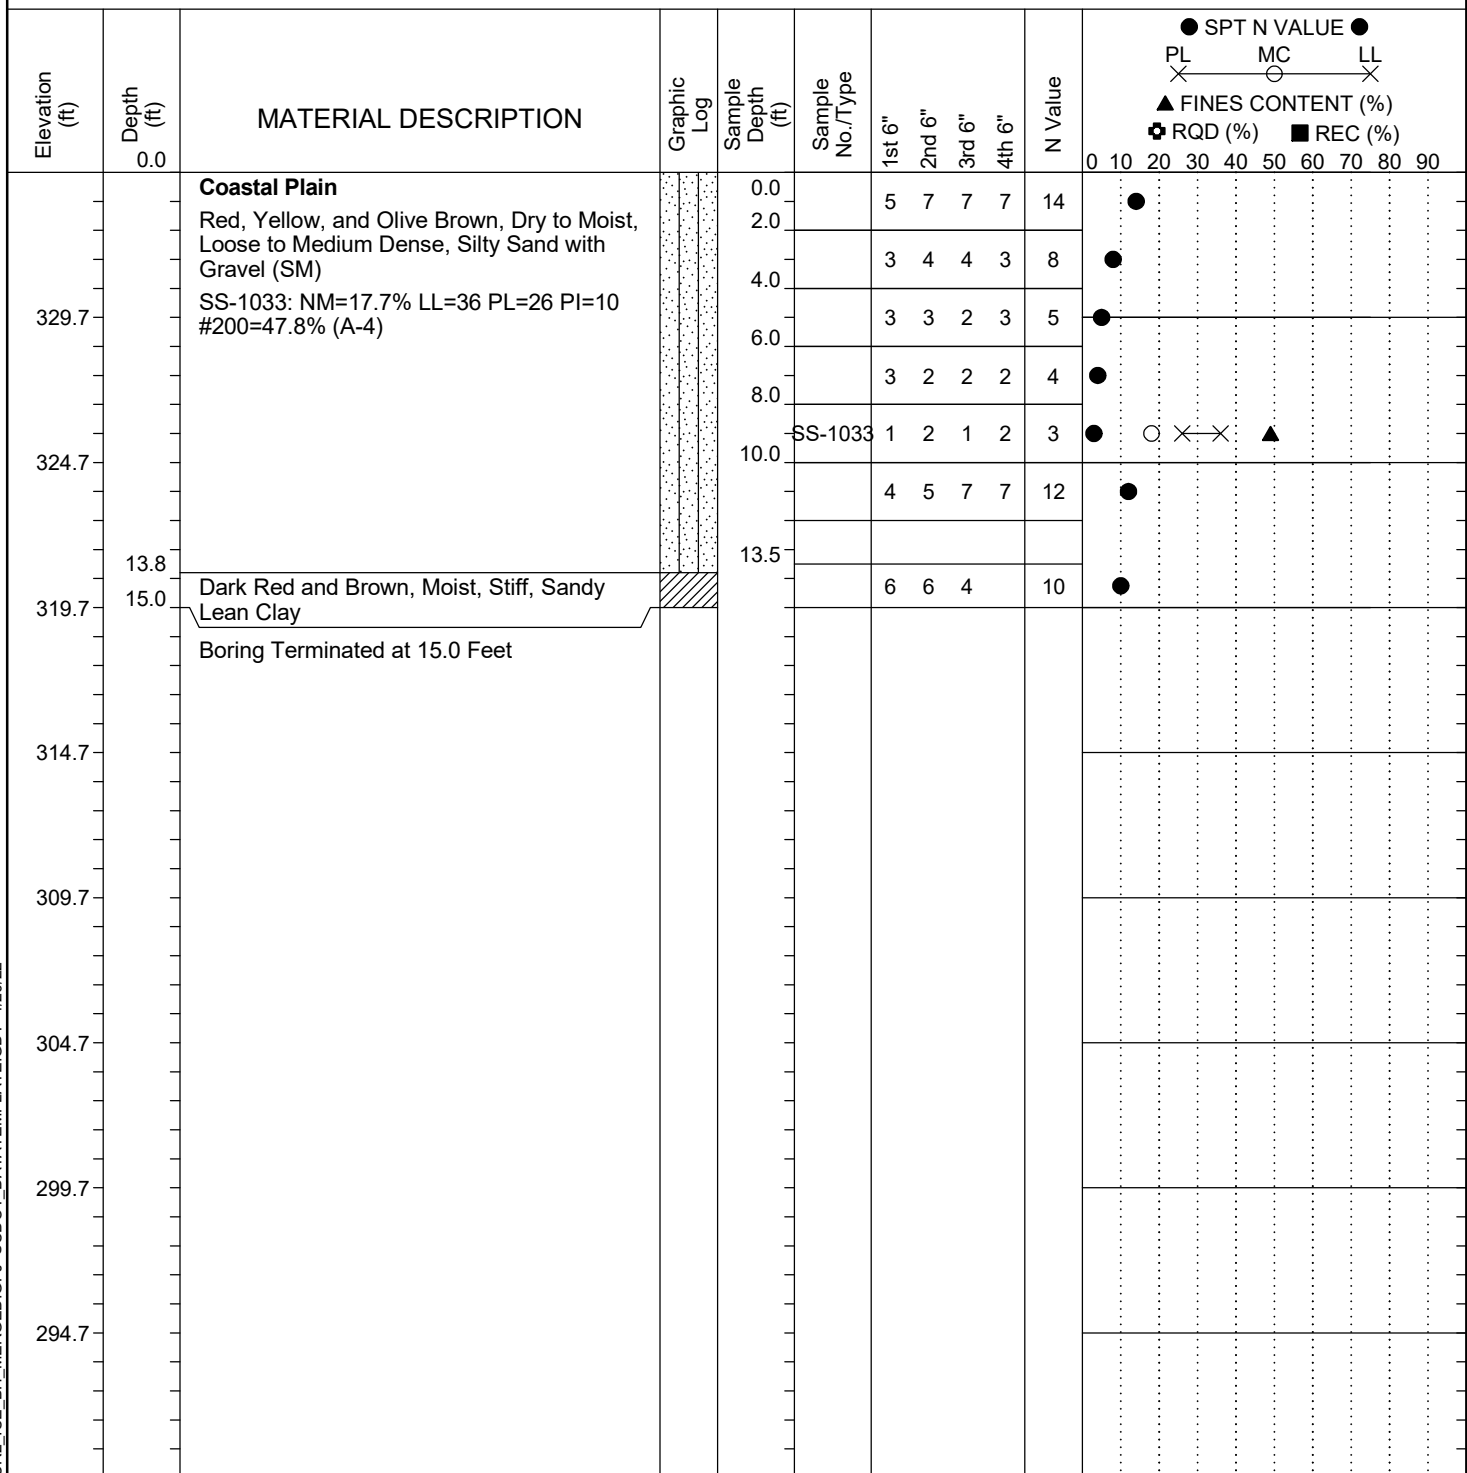 ● SPT N VALUE ●
PL MC LL
▲ FINES CONTENT (%)
RQD (%) ■ REC (%)
0 10 20 30 40 50 60 70 80 90
Elevation (ft)
Depth (ft)
0.0
MATERIAL DESCRIPTION
Graphic Log
Sample Depth (ft)
Sample No./Type
1st 6"
2nd 6"
3rd 6"
4th 6"
N Value
Coastal Plain
Red, Yellow, and Olive Brown, Dry to Moist,
Loose to Medium Dense, Silty Sand with
Gravel (SM)
SS-1033: NM=17.7% LL=36 PL=26 PI=10
#200=47.8% (A-4)
0.0
5 7 7 7 14
2.0
3 4 4 3 8
4.0
329.7
3 3 2 3 5
6.0
3 2 2 2 4
8.0
SS-1033 1 2 1 2 3
10.0
324.7
4 5 7 7 12
13.5
13.8
Dark Red and Brown, Moist, Stiff, Sandy
Lean Clay
6 6 4 10
15.0
319.7
Boring Terminated at 15.0 Feet
314.7
309.7
304.7
299.7
294.7